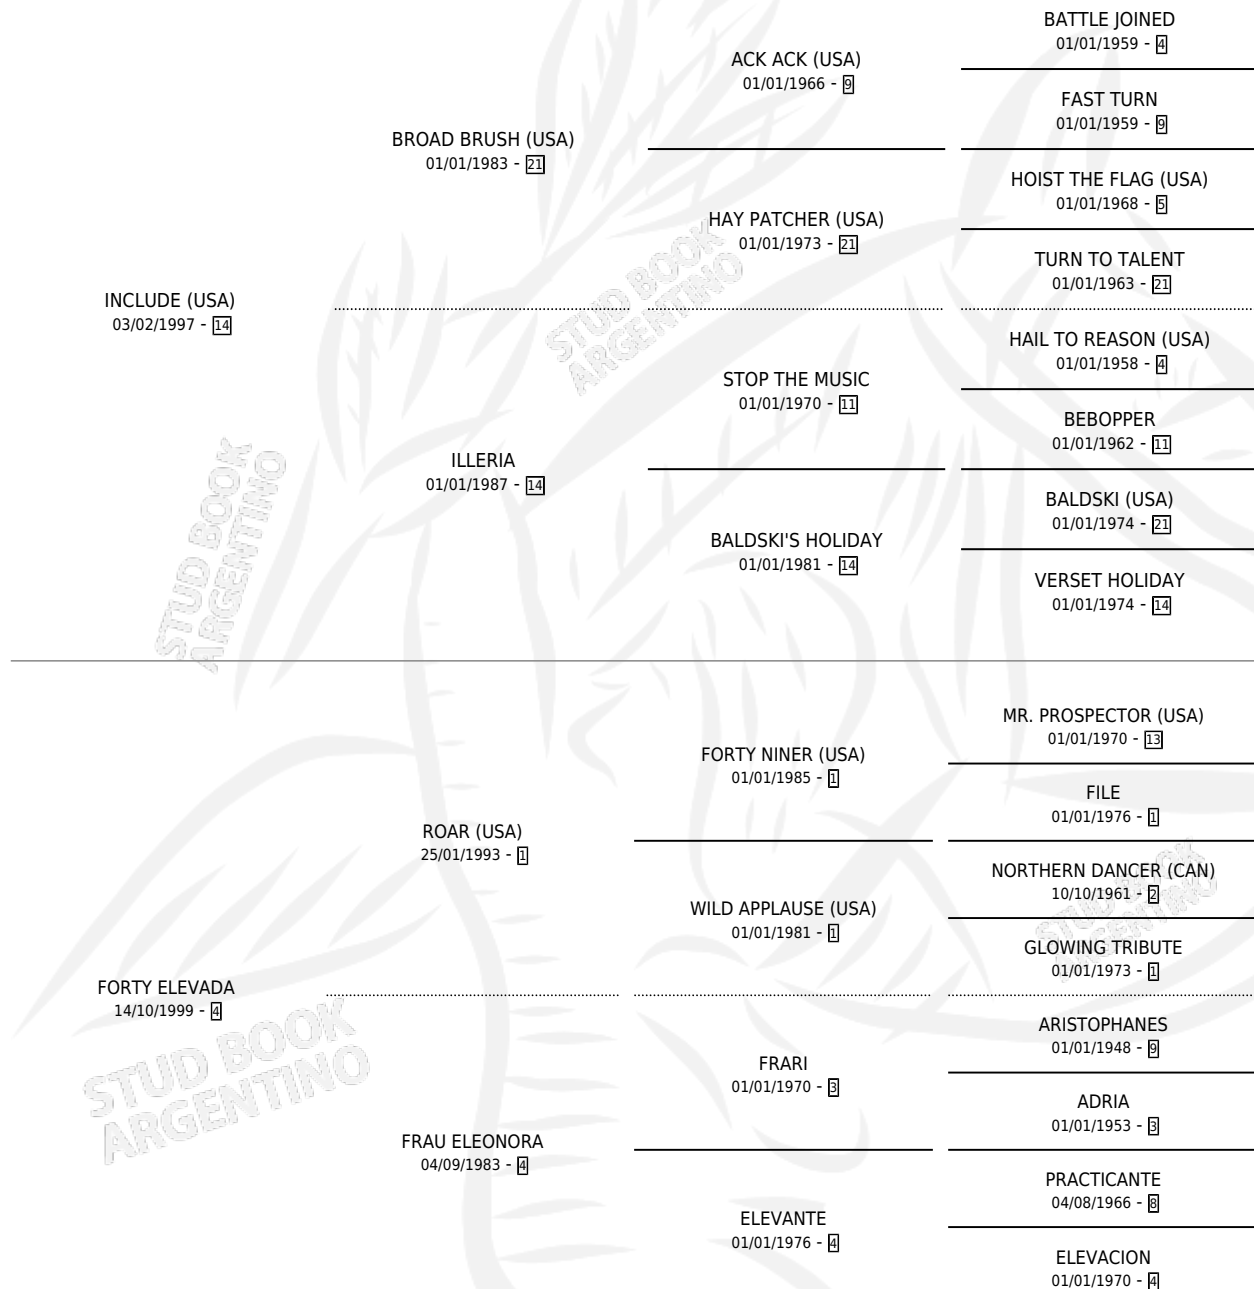 BATTLE JOINED
01/01/1959 - 4
ACK ACK (USA)
01/01/1966 - 9
FAST TURN
01/01/1959 - 9
BROAD BRUSH (USA)
01/01/1983 - 21
HOIST THE FLAG (USA)
01/01/1968 - 5
HAY PATCHER (USA)
01/01/1973 - 21
TURN TO TALENT
01/01/1963 - 21
INCLUDE (USA)
03/02/1997 - 14
HAIL TO REASON (USA)
01/01/1958 - 4
STOP THE MUSIC
01/01/1970 - 11
BEBOPPER
01/01/1962 - 11
ILLERIA
01/01/1987 - 14
BALDSKI (USA)
01/01/1974 - 21
BALDSKI'S HOLIDAY
01/01/1981 - 14
VERSET HOLIDAY
01/01/1974 - 14
MR. PROSPECTOR (USA)
01/01/1970 - 13
FORTY NINER (USA)
01/01/1985 - 1
FILE
01/01/1976 - 1
ROAR (USA)
25/01/1993 - 1
NORTHERN DANCER (CAN)
10/10/1961 - 2
WILD APPLAUSE (USA)
01/01/1981 - 1
GLOWING TRIBUTE
01/01/1973 - 1
FORTY ELEVADA
14/10/1999 - 4
ARISTOPHANES
01/01/1948 - 9
FRARI
01/01/1970 - 3
ADRIA
01/01/1953 - 3
FRAU ELEONORA
04/09/1983 - 4
PRACTICANTE
04/08/1966 - 8
ELEVANTE
01/01/1976 - 4
ELEVACION
01/01/1970 - 4
STUD BOOK
ARGENTINO
STUD BOOK
ARGENTINO
STUD BOOK
ARGENTINO
STUD BOOK
ARGENTINO